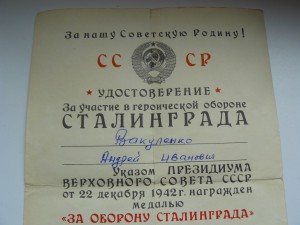 За нашу Советскую Родину!
СС СР
УДОСТОВЕРЕНИЕ
За участие в героической обороне
СТАЛИНГРАДА
Вакуленко
Андрей Иванович
Указом ПРЕЗИДИУМА
ВЕРХОВНОГО СОВЕТА СССР
от 22 декабря 1942 г. награжден
медалью
«ЗА ОБОРОНУ СТАЛИНГРАДА»